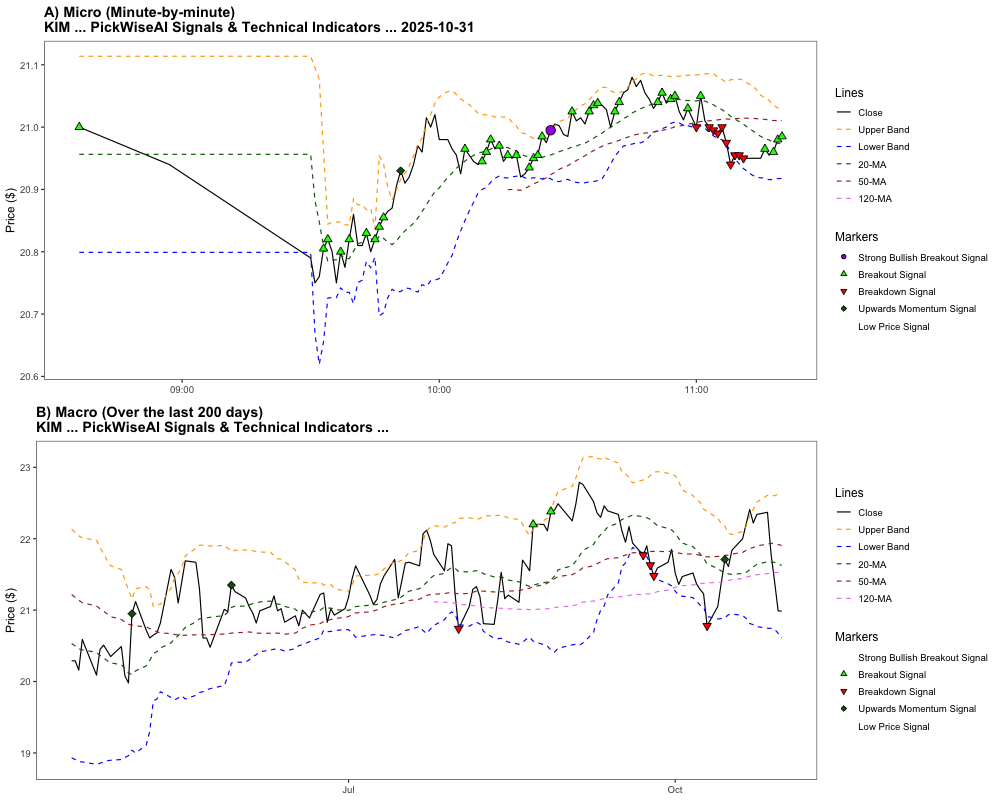 A) Micro (Minute-by-minute)
KIM ... PickWiseAI Signals & Technical Indicators ... 2025-10-31
Price ($)
21.1
21.0
20.9
20.8
20.7
20.6
09:00
10:00
11:00
Lines
Close
Upper Band
Lower Band
20-MA
50-MA
120-MA
Markers
Strong Bullish Breakout Signal
Breakout Signal
Breakdown Signal
Upwards Momentum Signal
Low Price Signal
B) Macro (Over the last 200 days)
KIM ... PickWiseAI Signals & Technical Indicators ...
Price ($)
23
22
21
20
19
Jul
Oct
Lines
Close
Upper Band
Lower Band
20-MA
50-MA
120-MA
Markers
Strong Bullish Breakout Signal
Breakout Signal
Breakdown Signal
Upwards Momentum Signal
Low Price Signal